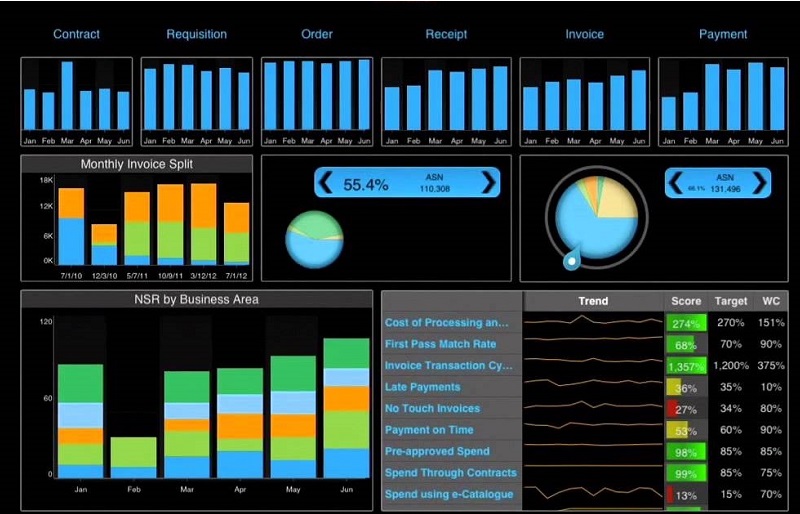 Contract Requisition Order Receipt Invoice Payment
Jan Feb Mar Apr May Jun Jan Feb Mar Apr May Jun Jan Feb Mar Apr May Jun Jan Feb Mar Apr May Jun Jan Feb Mar Apr May Jun Jan Feb Mar Apr May Jun
Monthly Invoice Split
18K
12K
6K
0K
7/1/10 12/3/10 5/7/11 10/9/11 3/12/12 7/1/12
55.4% ASN
110.308
ASN
68.1% 131.496
NSR by Business Area
120
60
0
Jan Feb Mar Apr May Jun
Trend Score Target WC
Cost of Processing an... 274% 270% 151%
First Pass Match Rate 68% 70% 90%
Invoice Transaction Cy... 1,357% 1,200% 375%
Late Payments 36% 35% 10%
No Touch Invoices 27% 34% 80%
Payment on Time 53% 60% 90%
Pre-approved Spend 98% 85% 85%
Spend Through Contracts 99% 85% 75%
Spend using e-Catalogue 13% 15% 70%